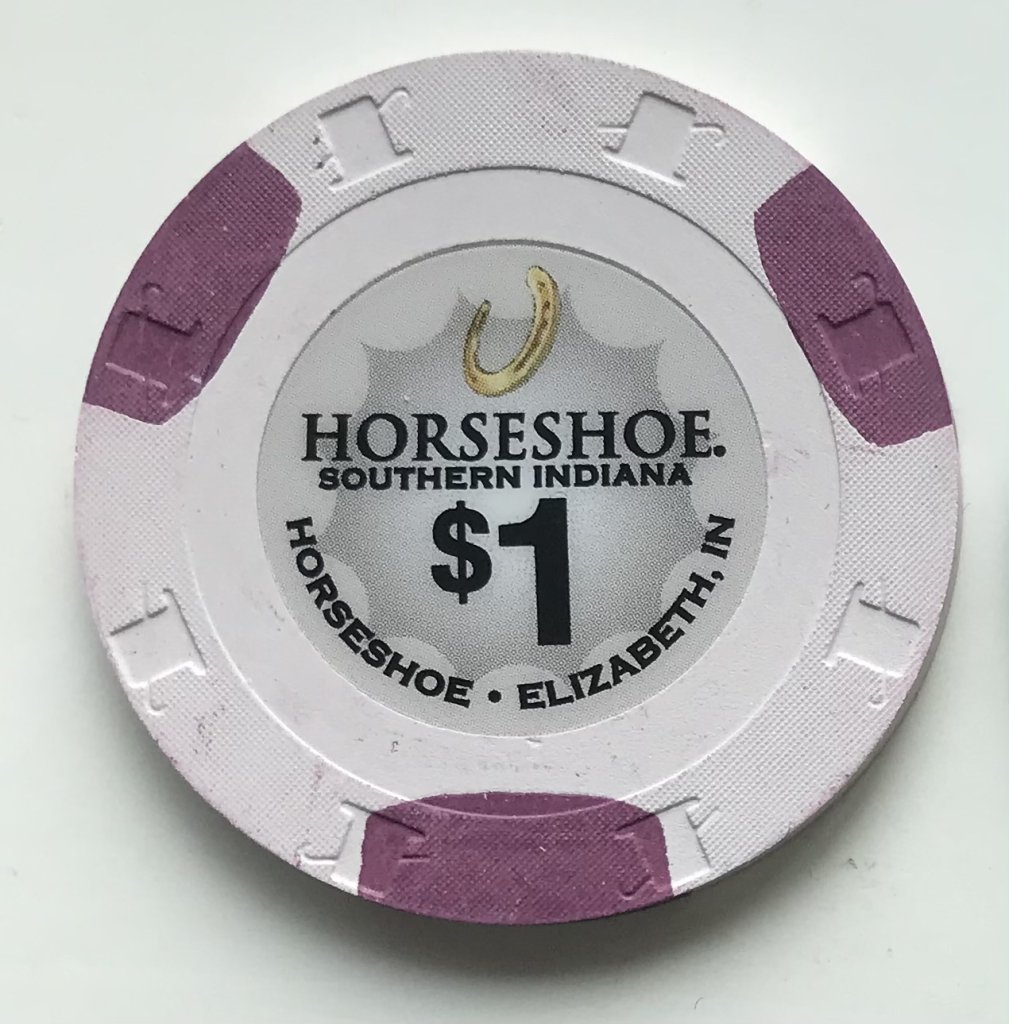 HORSESHOE.
SOUTHERN INDIANA
$1
HORSESHOE • ELIZABETH, IN